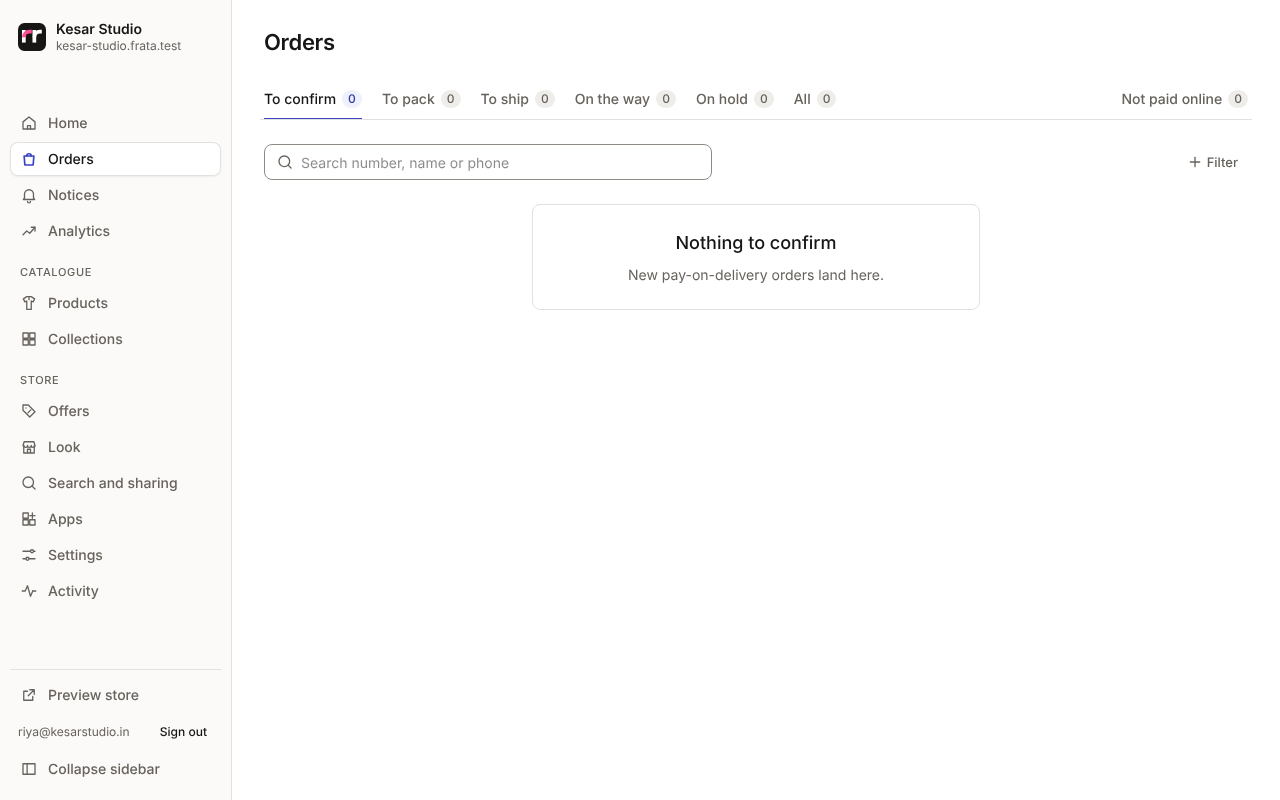 Kesar Studio
kesar-studio.frata.test
Home
Orders
Notices
Analytics
CATALOGUE
Products
Collections
STORE
Offers
Look
Search and sharing
Apps
Settings
Activity
Preview store
riya@kesarstudio.in Sign out
Collapse sidebar
Orders
To confirm 0 To pack 0 To ship 0 On the way 0 On hold 0 All 0 Not paid online 0
Search number, name or phone Filter
Nothing to confirm
New pay-on-delivery orders land here.